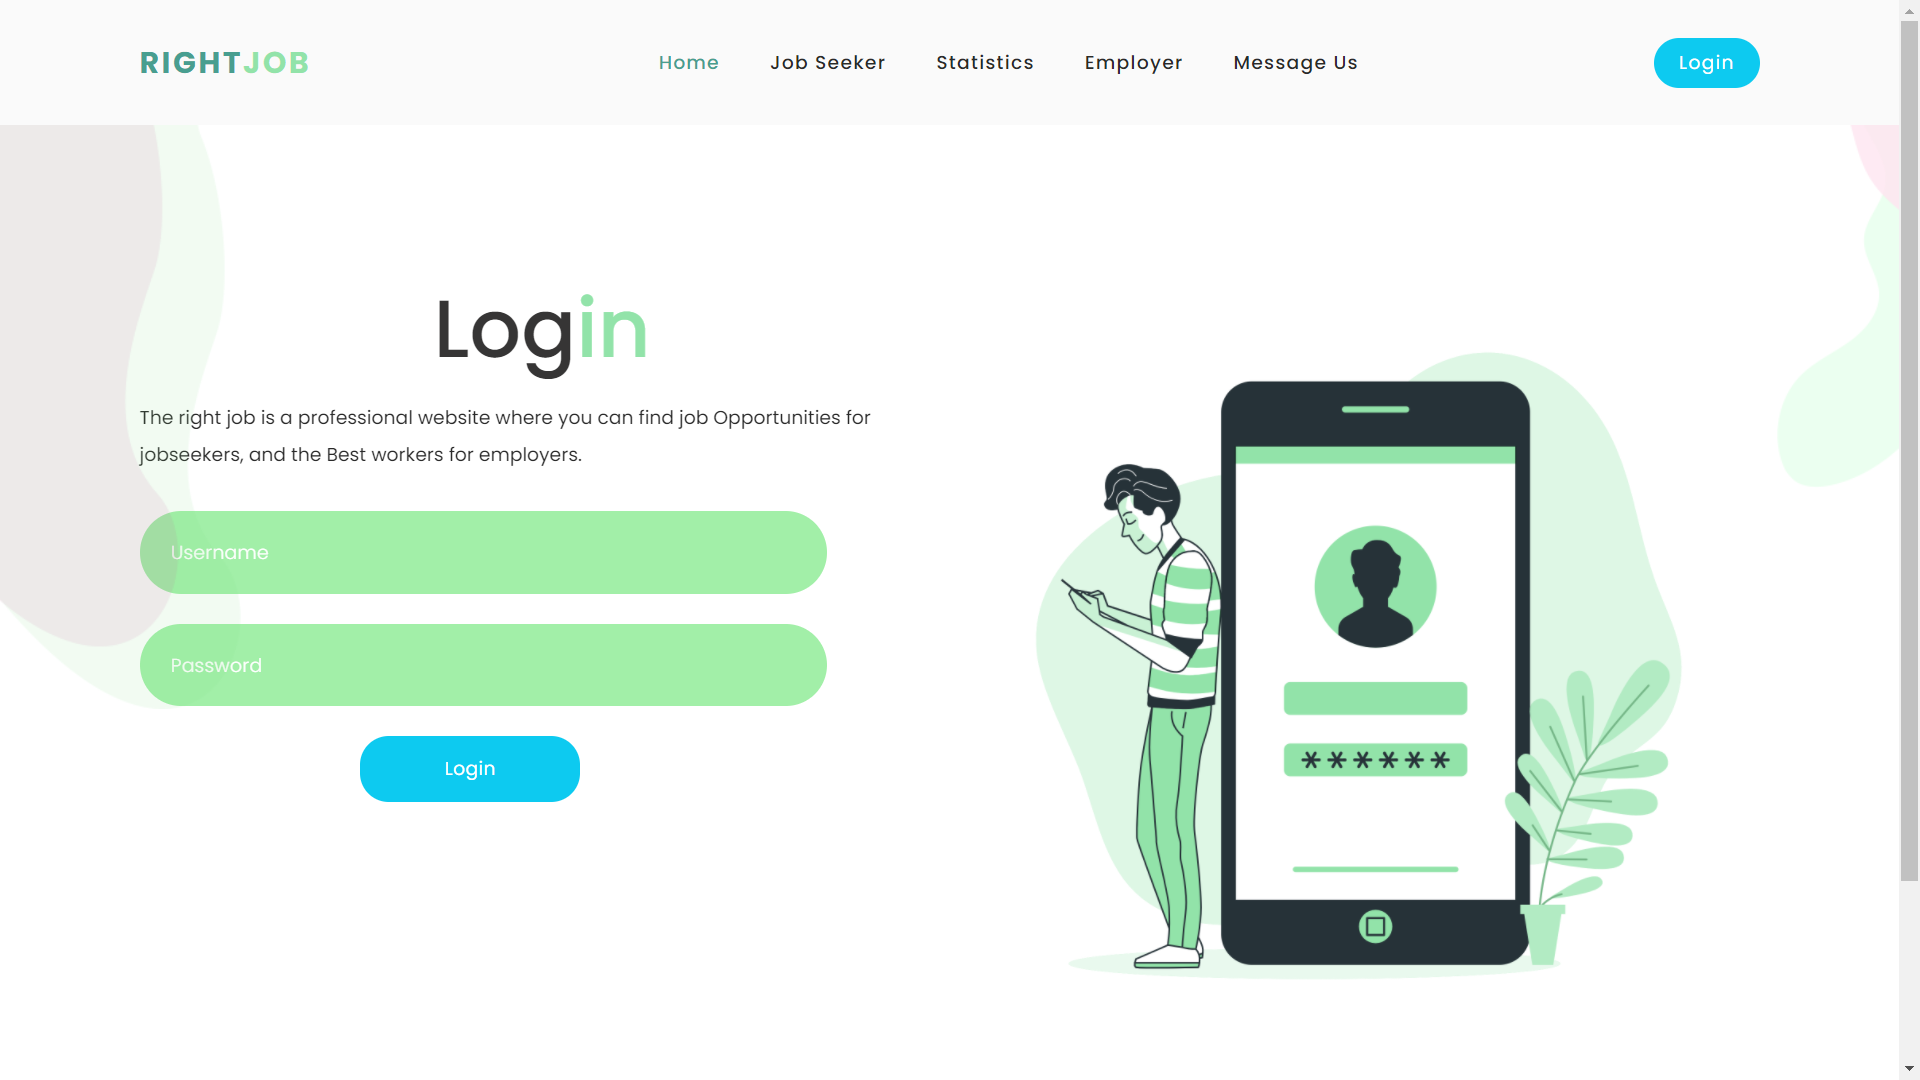 RIGHTJOB
Home
Job Seeker
Statistics
Employer
Message Us
Login
Login
The right job is a professional website where you can find job Opportunities for
jobseekers, and the Best workers for employers.
Username
Password
Login
******